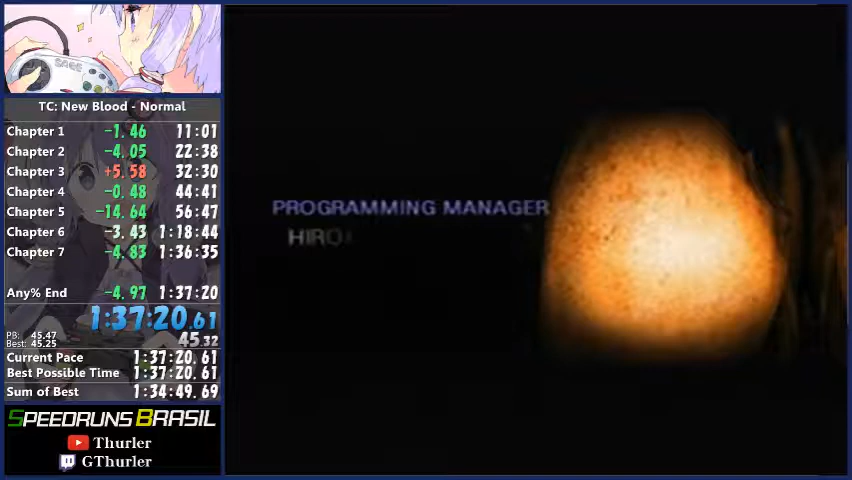 SAGE
TC: New Blood - Normal
Chapter 1 -1.46 11:01
Chapter 2 -4.05 22:38
Chapter 3 +5.58 32:30
Chapter 4 -0.48 44:41
Chapter 5 -14.64 56:47
Chapter 6 -3.43 1:18:44
Chapter 7 -4.83 1:36:35
Any% End -4.97 1:37:20
1:37:20.61
PB: 45.47
Best: 45.25
45.32
Current Pace 1:37:20.61
Best Possible Time 1:37:20.61
Sum of Best 1:34:49.69
SPEEDRUNS BRASIL
Thurler
GThurler
PROGRAMMING MANAGER